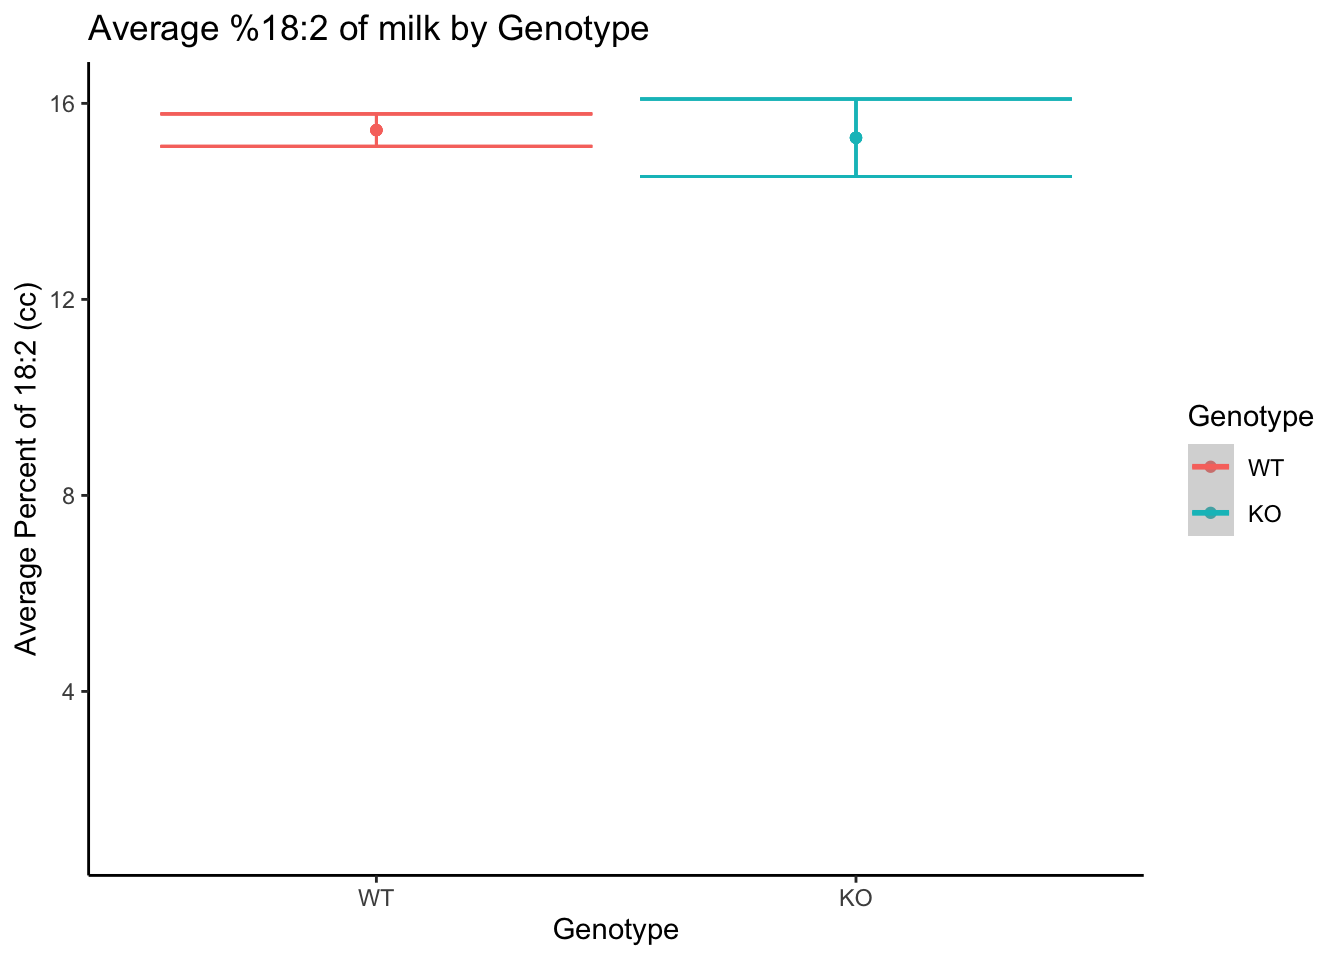 Average %18:2 of milk by Genotype
Average Percent of 18:2 (cc)
16
12
8
4
WT
KO
Genotype
Genotype
WT
KO